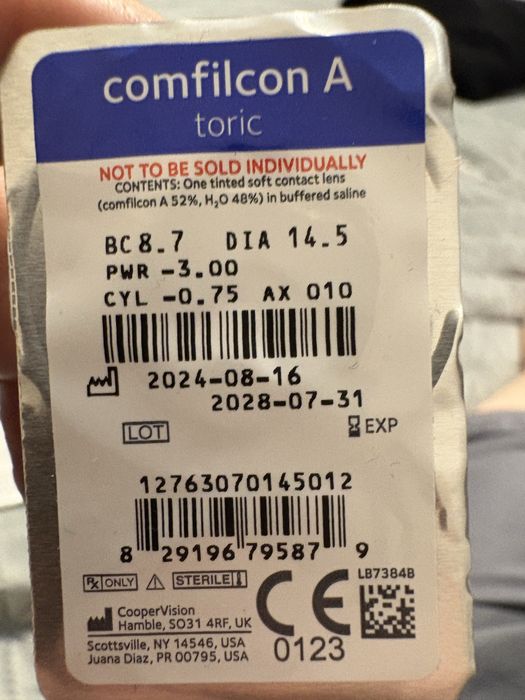 comfilcon A
toric
NOT TO BE SOLD INDIVIDUALLY
CONTENTS: One tinted soft contact lens
(comfilcon A 52%, H₂O 48%) in buffered saline
BC 8.7 DIA 14.5
PWR -3.00
CYL -0.75 AX 010
2024-08-16
2028-07-31
LOT EXP
12763070145012
8 29196 79587 9
Rx ONLY STERILE
LB7384B
CE
0123
CooperVision
Hamble, SO31 4RF, UK
Scottsville, NY 14546, USA
Juana Diaz, PR 00795, USA